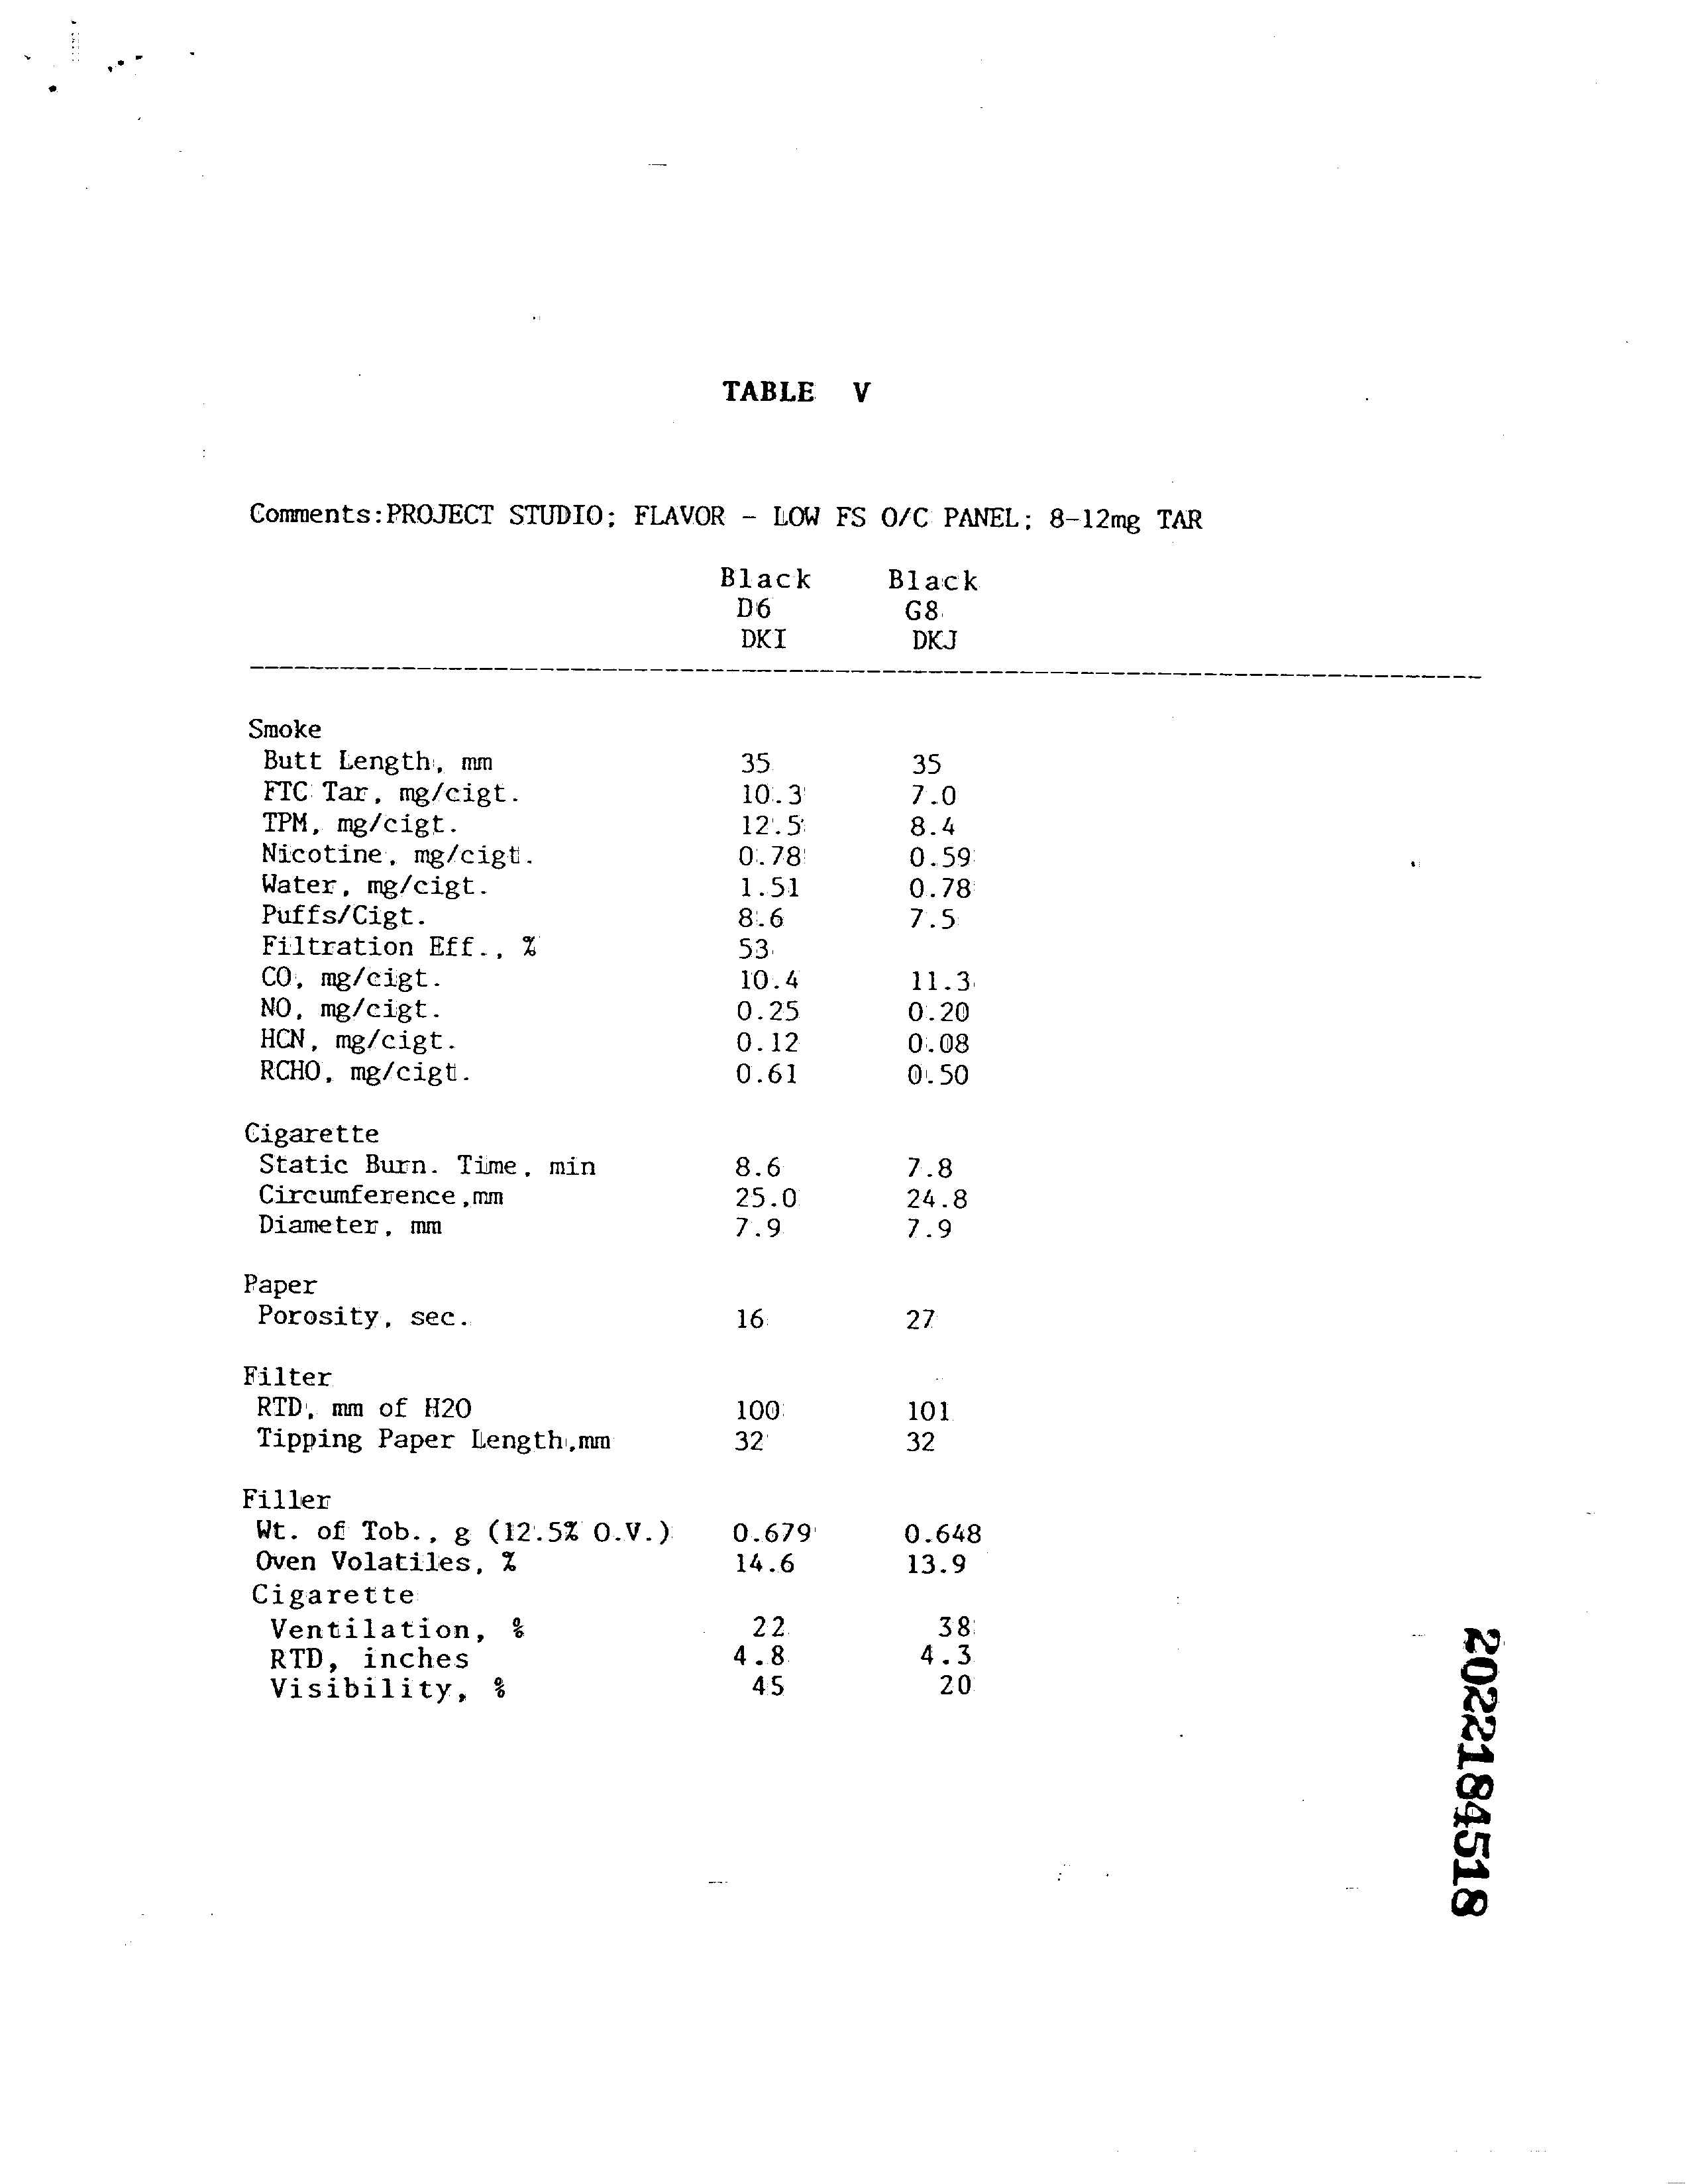 TABLE V
Comments:PROJECT STUDIO; FLAVOR - LOW FS O/C PANEL; 8-12mg TAR
Black Black
D6 G8
DKI DKJ
Smoke
Butt Length, mm 35 35
FTC Tar, mg/cigt. 10.3 7.0
TPM, mg/cigt. 12.5 8.4
Nicotine, mg/cigt. 0.78 0.59
Water, mg/cigt. 1.51 0.78
Puffs/Cigt. 8.6 7.5
Filtration Eff., % 53
CO, mg/cigt. 10.4 11.3
NO, mg/cigt. 0.25 0.20
HCN, mg/cigt. 0.12 0.08
RCHO, mg/cigt. 0.61 0.50
Cigarette
Static Burn. Time, min 8.6 7.8
Circumference,mm 25.0 24.8
Diameter, mm 7.9 7.9
Paper
Porosity, sec. 16 27
Filter
RTD, mm of H2O 100 101
Tipping Paper Length,mm 32 32
Filler
Wt. of Tob., g (12.5% O.V.) 0.679 0.648
Oven Volatiles, % 14.6 13.9
Cigarette
Ventilation, % 22 38
RTD, inches 4.8 4.3
Visibility, % 45 20
2022184518